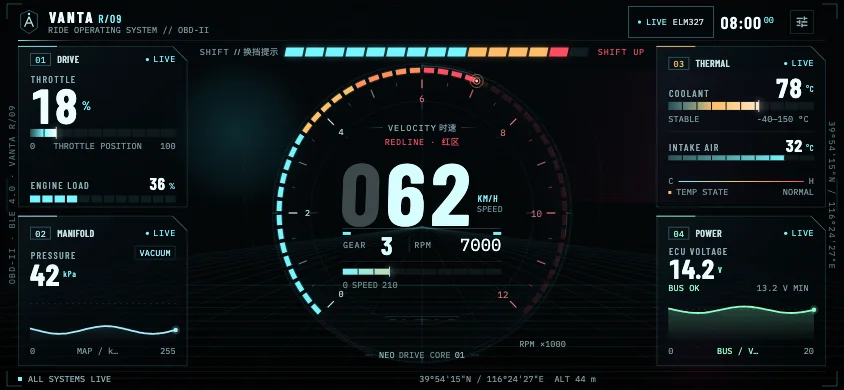 VANTA R/09
RIDE OPERATING SYSTEM // OBD-II
LIVE ELM327
08:00 00
SHIFT // 换挡提示
SHIFT UP
01 DRIVE
LIVE
THROTTLE
18 %
0 THROTTLE POSITION 100
ENGINE LOAD 36 %
02 MANIFOLD
LIVE
PRESSURE
VACUUM
42 kPa
0 MAP / k… 255
OBD-II · BLE 4.0 · VANTA R/09
VELOCITY 时速
REDLINE · 红区
062 KM/H
SPEED
GEAR 3
RPM 7000
0 SPEED 210
0
2
4
6
8
10
12
RPM ×1000
NEO DRIVE CORE 01
03 THERMAL
LIVE
COOLANT 78 °C
STABLE -40—150 °C
INTAKE AIR 32 °C
C H
TEMP STATE NORMAL
04 POWER
LIVE
ECU VOLTAGE
14.2 V
BUS OK 13.2 V MIN
0 BUS / V… 20
39°54'15"N / 116°24'27"E
ALL SYSTEMS LIVE
39°54'15"N / 116°24'27"E ALT 44 m